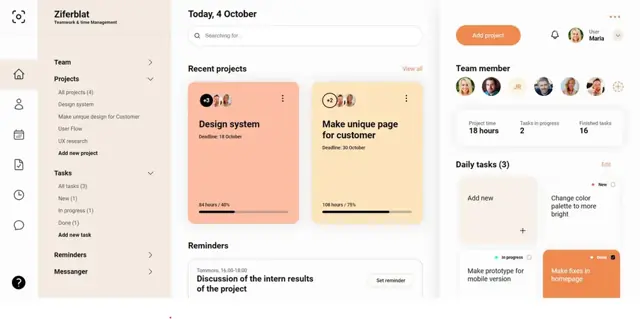 Ziferblat
Teamwork & time Management
Team
Projects
All projects (4)
Design system
Make unique design for Customer
User Flow
UX research
Add new project
Tasks
All tasks (3)
New (1)
In progress (1)
Done (1)
Add new task
Reminders
Messanger
?
Today, 4 October
Searching for
Recent projects
View all
+3
Design system
Deadline: 18 October
84 hours / 40%
+2
Make unique page
for customer
Deadline: 30 October
108 hours / 75%
Reminders
Tommoro, 16.00-18:00
Discussion of the intern results
of the project
Set reminder
Add project
User
Maria
Team member
JR
Project time
18 hours
Tasks in progress
2
Finished tasks
16
Daily tasks (3)
Edit
Add new
+
New
Change color
palette to more
bright
In progress
Make prototype for
mobile version
Make fixes in
homepage